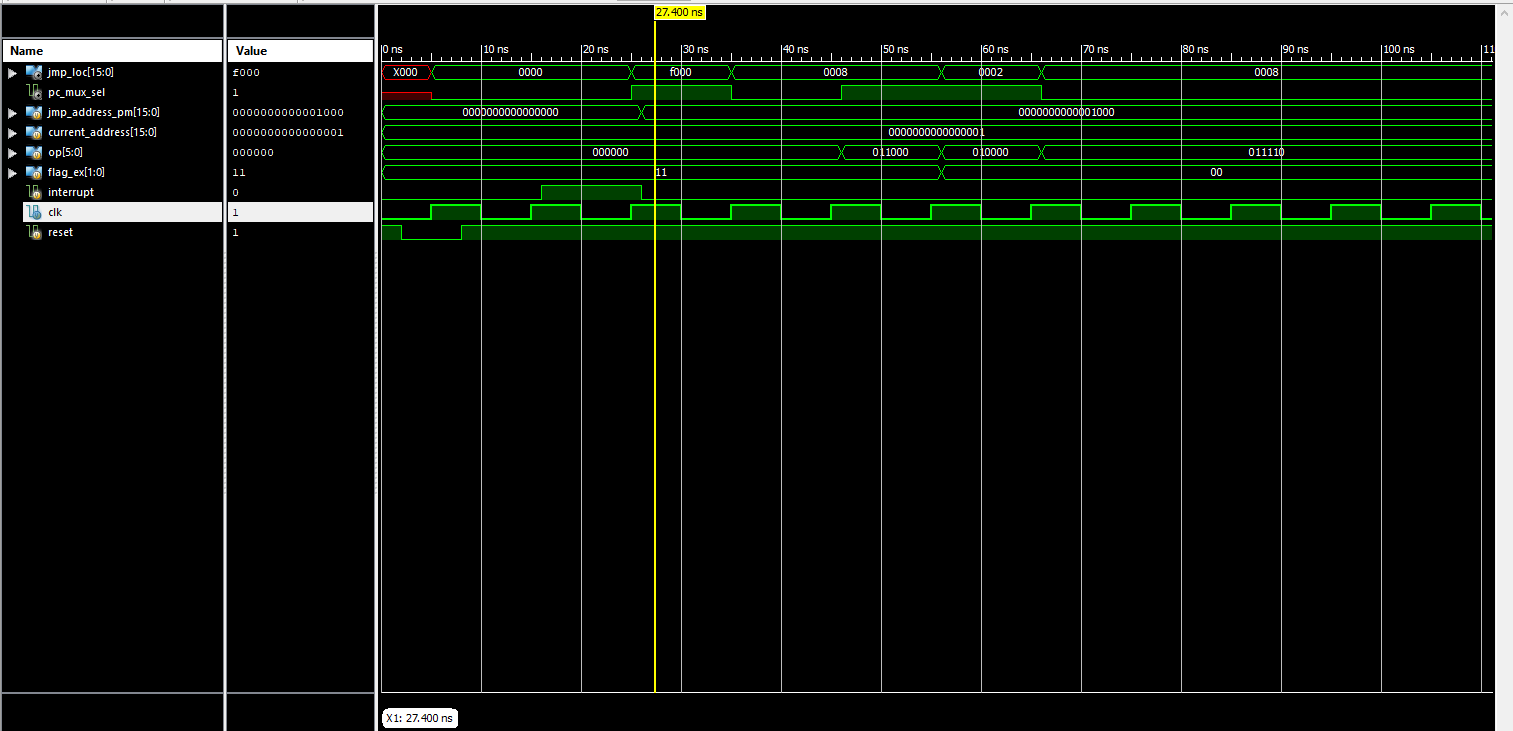 27.400 ns
Name Value 0 ns 10 ns 20 ns 30 ns 40 ns 50 ns 60 ns 70 ns 80 ns 90 ns 100 ns 11
jmp_loc[15:0] f000 X000 0000 f000 0008 0002 0008
pc_mux_sel 1
jmp_address_pm[15:0] 0000000000001000 0000000000000000 0000000000001000
current_address[15:0] 0000000000000001 0000000000000001
op[5:0] 000000 000000 011000 010000 011110
flag_ex[1:0] 11 11 00
interrupt 0
clk 1
reset 1
X1: 27.400 ns